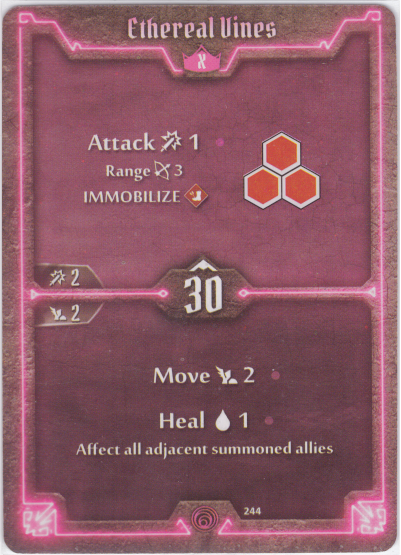 Ethereal Vines
X
Attack 1
Range 3
IMMOBILIZE
2
30
2
Move 2
Heal 1
Affect all adjacent summoned allies
244